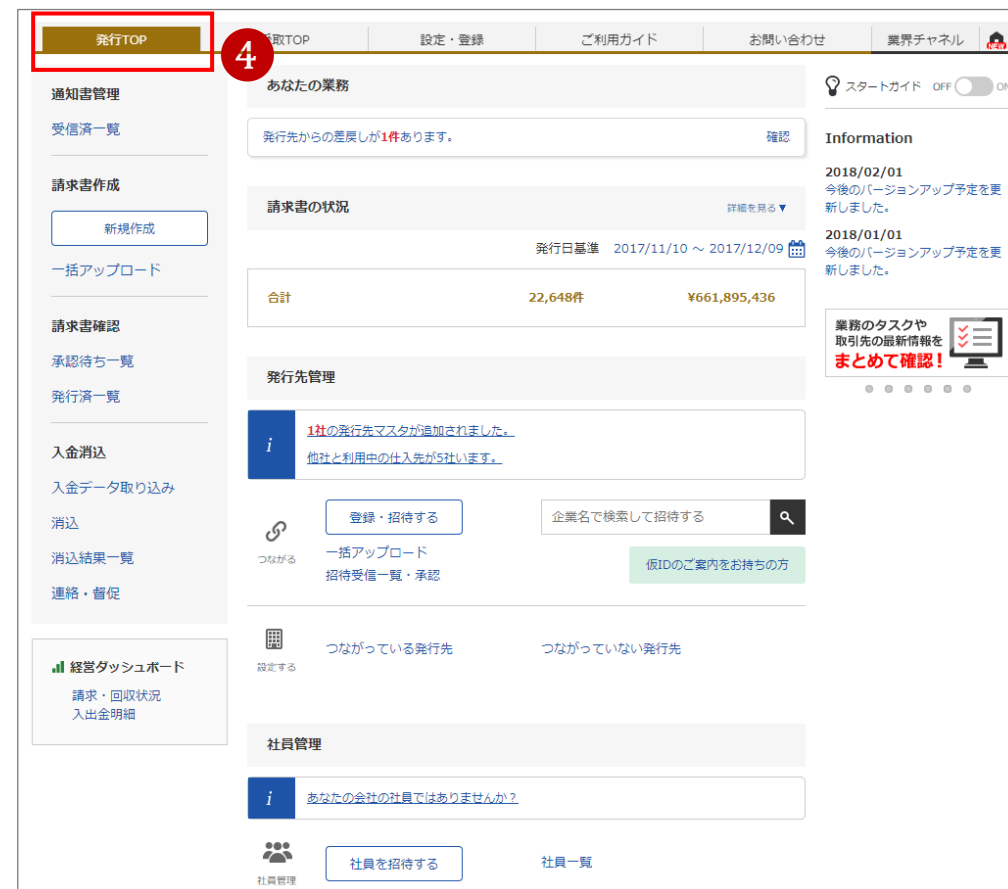 発行TOP
4
取TOP
設定・登録
ご利用ガイド
お問い合わせ
業界チャネル
NEW
通知書管理
受信済一覧
請求書作成
新規作成
一括アップロード
請求書確認
承認待ち一覧
発行済一覧
入金消込
入金データ取り込み
消込
消込結果一覧
連絡・督促
経営ダッシュボード
請求・回収状況
入出金明細
あなたの業務
発行先からの差戻しが1件あります。 確認
請求書の状況 詳細を見る▼
発行日基準 2017/11/10 ～ 2017/12/09
合計 22,648件 ¥661,895,436
発行先管理
i
1社の発行先マスタが追加されました。
他社と利用中の仕入先が5社います。
つながる
登録・招待する
企業名で検索して招待する
一括アップロード
招待受信一覧・承認
仮IDのご案内をお持ちの方
設定する
つながっている発行先
つながっていない発行先
社員管理
i
あなたの会社の社員ではありませんか？
社員管理
社員を招待する
社員一覧
スタートガイド OFF ON
Information
2018/02/01
今後のバージョンアップ予定を更
新しました。
2018/01/01
今後のバージョンアップ予定を更
新しました。
業務のタスクや
取引先の最新情報を
まとめて確認！